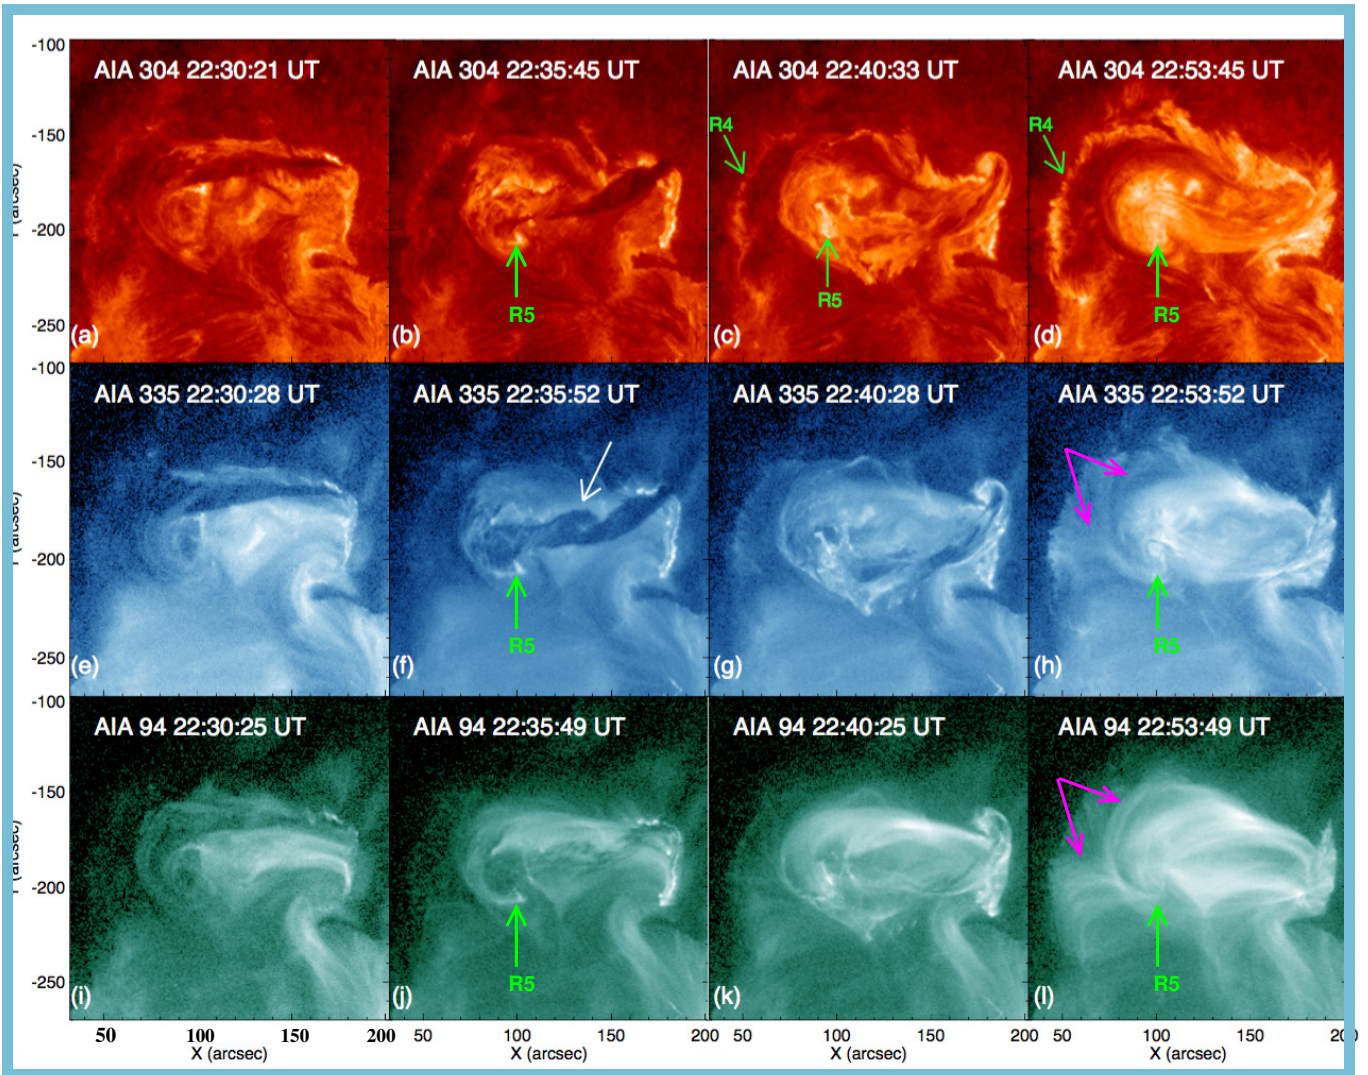 AIA 304 22:30:21 UT
AIA 304 22:35:45 UT
AIA 304 22:40:33 UT
AIA 304 22:53:45 UT
-100
-150
-200
-250
(arcsec)
R4
R4
R5
R5
R5
(a)
(b)
(c)
(d)
AIA 335 22:30:28 UT
AIA 335 22:35:52 UT
AIA 335 22:40:28 UT
AIA 335 22:53:52 UT
-100
-150
-200
-250
(arcsec)
R5
R5
(e)
(f)
(g)
(h)
AIA 94 22:30:25 UT
AIA 94 22:35:49 UT
AIA 94 22:40:25 UT
AIA 94 22:53:49 UT
-100
-150
-200
-250
(arcsec)
R5
R5
(i)
(j)
(k)
(l)
50 100 150 200
50 100 150 200
50 100 150 200
50 100 150 200
X (arcsec)
X (arcsec)
X (arcsec)
X (arcsec)